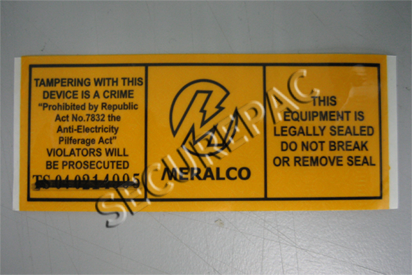 TAMPERING WITH THIS
DEVICE IS A CRIME
"Prohibited by Republic
Act No.7832 the
Anti-Electricity
Pilferage Act"
VIOLATORS WILL
BE PROSECUTED
MERALCO
THIS
EQUIPMENT IS
LEGALLY SEALED
DO NOT BREAK
OR REMOVE SEAL
SECUREPAC